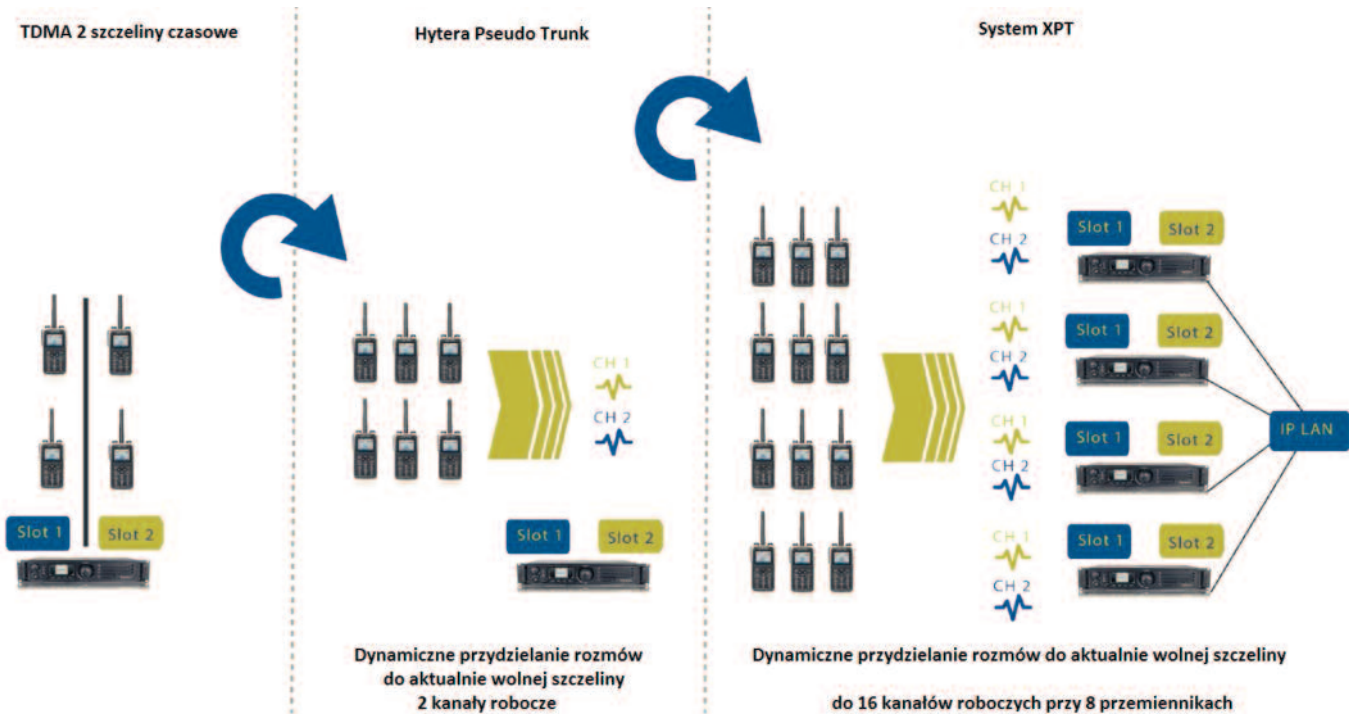 TDMA 2 szczeliny czasowe
Slot 1
Slot 2
Hytera Pseudo Trunk
CH 1
CH 2
Slot 1
Slot 2
Dynamiczne przydzielanie rozmów
do aktualnie wolnej szczeliny
2 kanały robocze
System XPT
CH 1
CH 2
Slot 1
Slot 2
CH 1
CH 2
Slot 1
Slot 2
CH 1
CH 2
Slot 1
Slot 2
CH 1
CH 2
Slot 1
Slot 2
IP LAN
Dynamiczne przydzielanie rozmów do aktualnie wolnej szczeliny
do 16 kanałów roboczych przy 8 przemiennikach